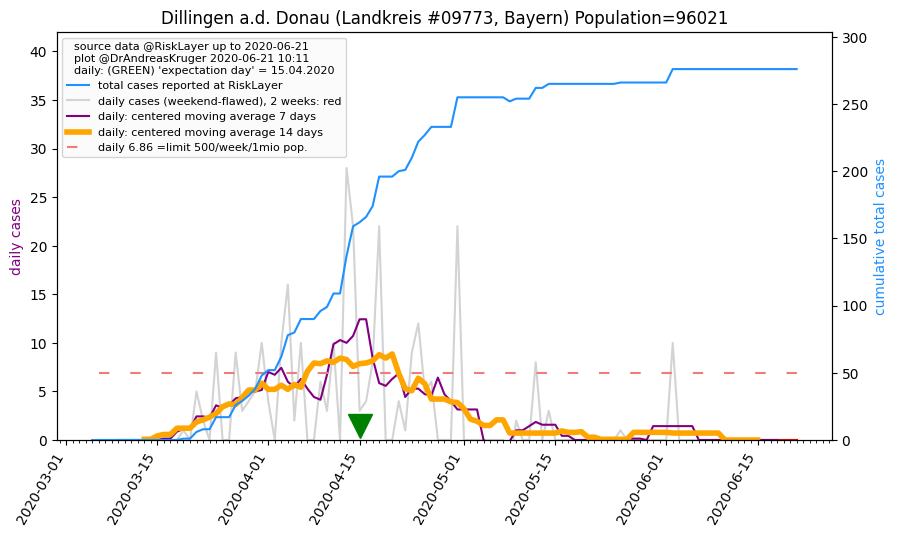 Dillingen a.d. Donau (Landkreis #09773, Bayern) Population=96021
source data @RiskLayer up to 2020-06-21
plot @DrAndreasKruger 2020-06-21 10:11
daily: (GREEN) 'expectation day' = 15.04.2020
total cases reported at RiskLayer
daily cases (weekend-flawed), 2 weeks: red
daily: centered moving average 7 days
daily: centered moving average 14 days
daily 6.86 =limit 500/week/1mio pop.
daily cases
40
35
30
25
20
15
10
5
0
cumulative total cases
300
250
200
150
100
50
0
2020-03-01
2020-03-15
2020-04-01
2020-04-15
2020-05-01
2020-05-15
2020-06-01
2020-06-15